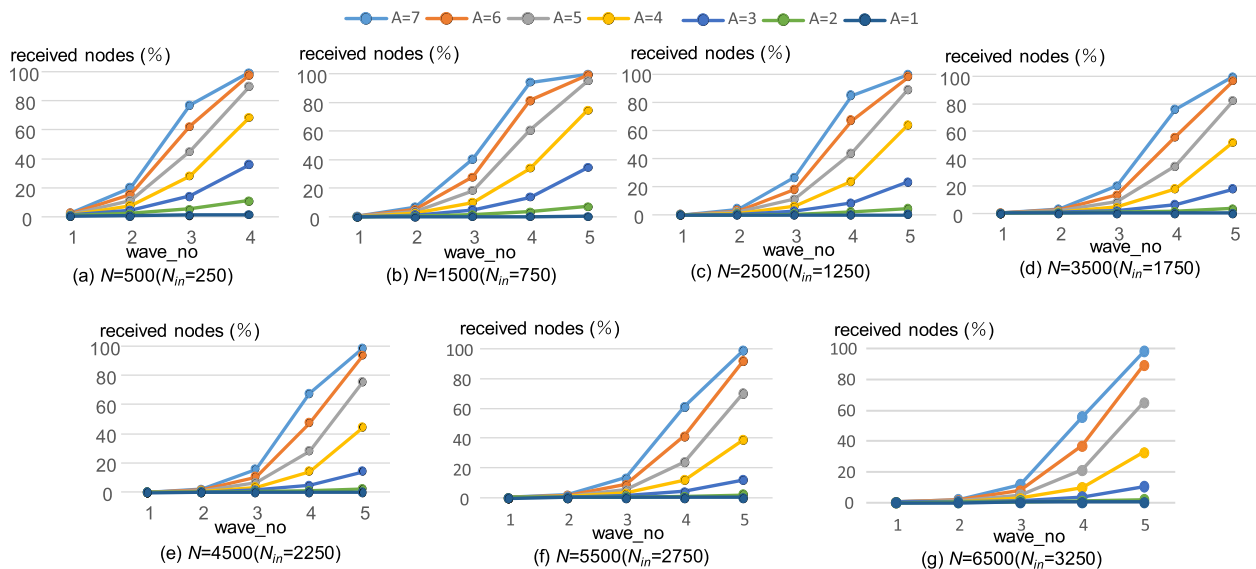 A=7 A=6 A=5 A=4 A=3 A=2 A=1
received nodes (%)
100
80
60
40
20
0
1 2 3 4
wave_no
(a) N=500(Nin=250)
received nodes (%)
100
80
60
40
20
0
1 2 3 4 5
wave_no
(b) N=1500(Nin=750)
received nodes (%)
100
80
60
40
20
0
1 2 3 4 5
wave_no
(c) N=2500(Nin=1250)
received nodes (%)
100
80
60
40
20
0
1 2 3 4 5
wave_no
(d) N=3500(Nin=1750)
received nodes (%)
100
80
60
40
20
0
1 2 3 4 5
wave_no
(e) N=4500(Nin=2250)
received nodes (%)
100
80
60
40
20
0
1 2 3 4 5
wave_no
(f) N=5500(Nin=2750)
received nodes (%)
100
80
60
40
20
0
1 2 3 4 5
wave_no
(g) N=6500(Nin=3250)